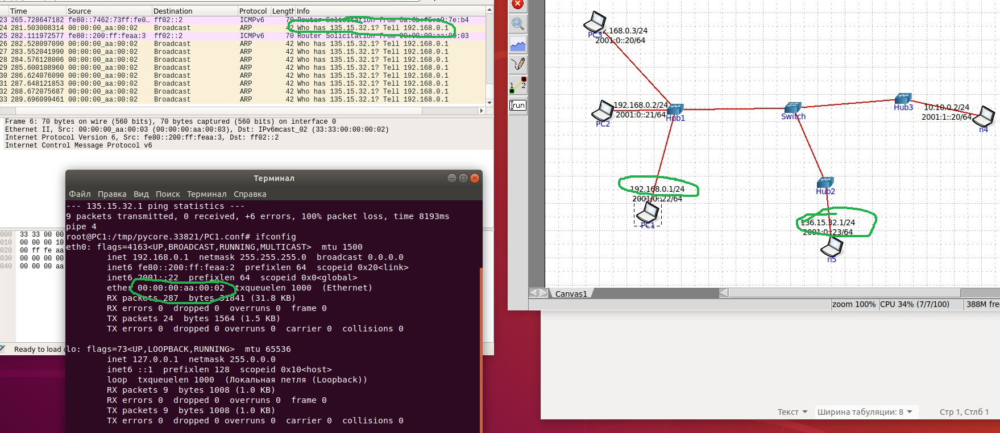 Time Source Destination Protocol Length Info
23 265.728647182 fe80::7462:73ff:fe0… ff02::2 ICMPv6 70 Router Solicitation from
24 281.503008314 00:00:00_aa:00:02 Broadcast ARP 42 Who has 135.15.32.1? Tell 192.168.0.1
25 282.111972577 fe80::200:ff:feaa:3 ff02::2 ICMPv6 70 Router Solicitation from 00:00:00:aa:00:03
26 282.528097090 00:00:00_aa:00:02 Broadcast ARP 42 Who has 135.15.32.1? Tell 192.168.0.1
27 283.552041990 00:00:00_aa:00:02 Broadcast ARP 42 Who has 135.15.32.1? Tell 192.168.0.1
28 284.576128006 00:00:00_aa:00:02 Broadcast ARP 42 Who has 135.15.32.1? Tell 192.168.0.1
29 285.600108960 00:00:00_aa:00:02 Broadcast ARP 42 Who has 135.15.32.1? Tell 192.168.0.1
30 286.624076090 00:00:00_aa:00:02 Broadcast ARP 42 Who has 135.15.32.1? Tell 192.168.0.1
31 287.648121853 00:00:00_aa:00:02 Broadcast ARP 42 Who has 135.15.32.1? Tell 192.168.0.1
32 288.672075687 00:00:00_aa:00:02 Broadcast ARP 42 Who has 135.15.32.1? Tell 192.168.0.1
33 289.696099461 00:00:00_aa:00:02 Broadcast ARP 42 Who has 135.15.32.1? Tell 192.168.0.1
Frame 6: 70 bytes on wire (560 bits), 70 bytes captured (560 bits) on interface 0
Ethernet II, Src: 00:00:00_aa:00:03 (00:00:00:aa:00:03), Dst: IPv6mcast_02 (33:33:00:00:00:02)
Internet Protocol Version 6, Src: fe80::200:ff:feaa:3, Dst: ff02::2
Internet Control Message Protocol v6
000 33 33 00 00
010 00 00 00 10
020 00 ff fe aa
030 00 00 00 00
040 00 00 00 aa
Ready to load
Терминал
Файл Правка Вид Поиск Терминал Справка
--- 135.15.32.1 ping statistics ---
9 packets transmitted, 0 received, +6 errors, 100% packet loss, time 8193ms
pipe 4
root@PC1:/tmp/pycore.33821/PC1.conf# ifconfig
eth0: flags=4163<UP,BROADCAST,RUNNING,MULTICAST> mtu 1500
inet 192.168.0.1 netmask 255.255.255.0 broadcast 0.0.0.0
inet6 fe80::200:ff:feaa:2 prefixlen 64 scopeid 0x20<link>
inet6 2001::22 prefixlen 64 scopeid 0x0<global>
ether 00:00:00:aa:00:02 txqueuelen 1000 (Ethernet)
RX packets 287 bytes 31841 (31.8 KB)
RX errors 0 dropped 0 overruns 0 frame 0
TX packets 24 bytes 1564 (1.5 KB)
TX errors 0 dropped 0 overruns 0 carrier 0 collisions 0
lo: flags=73<UP,LOOPBACK,RUNNING> mtu 65536
inet 127.0.0.1 netmask 255.0.0.0
inet6 ::1 prefixlen 128 scopeid 0x10<host>
loop txqueuelen 1000 (Локальная петля (Loopback))
RX packets 9 bytes 1008 (1.0 KB)
RX errors 0 dropped 0 overruns 0 frame 0
TX packets 9 bytes 1008 (1.0 KB)
TX errors 0 dropped 0 overruns 0 carrier 0 collisions 0
1 2
run
.168.0.3/24
2001:0::20/64
PC3
192.168.0.2/24
2001:0::21/64
PC2
Hub1
Switch
Hub3
10.10.0.2/24
2001:1::20/64
n4
192.168.0.1/24
2001:0::22/64
PC1
Hub2
136.15.32.1/24
2001:0::23/64
n5
Canvas1
zoom 100% CPU 34% (7/7/100) 388M fre
Текст Ширина табуляции: 8 Стр 1, Стлб 1